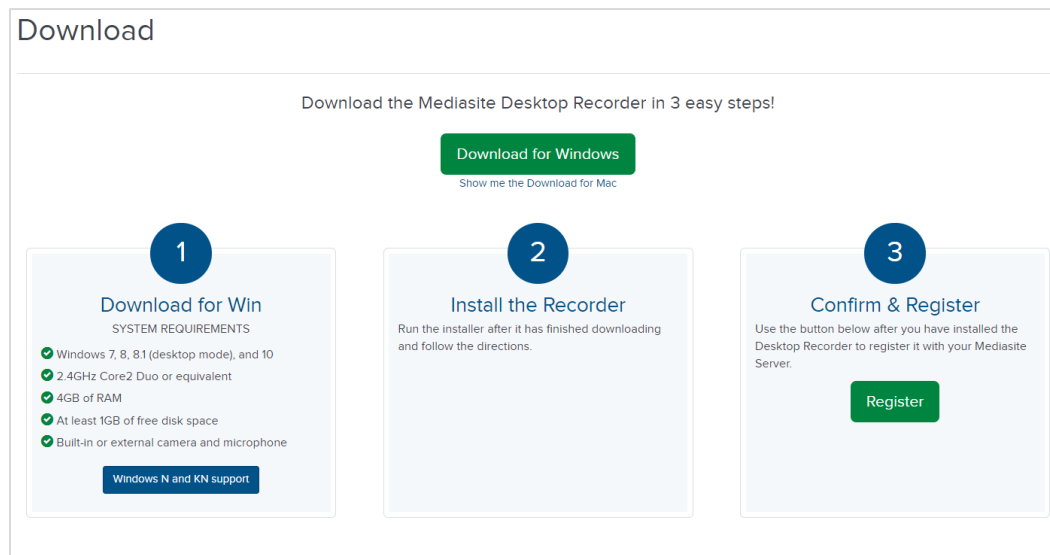 Download
Download the Mediasite Desktop Recorder in 3 easy steps!
Download for Windows
Show me the Download for Mac
1
Download for Win
SYSTEM REQUIREMENTS
Windows 7, 8, 8.1 (desktop mode), and 10
2.4GHz Core2 Duo or equivalent
4GB of RAM
At least 1GB of free disk space
Built-in or external camera and microphone
Windows N and KN support
2
Install the Recorder
Run the installer after it has finished downloading
and follow the directions.
3
Confirm & Register
Use the button below after you have installed the
Desktop Recorder to register it with your Mediasite
Server.
Register